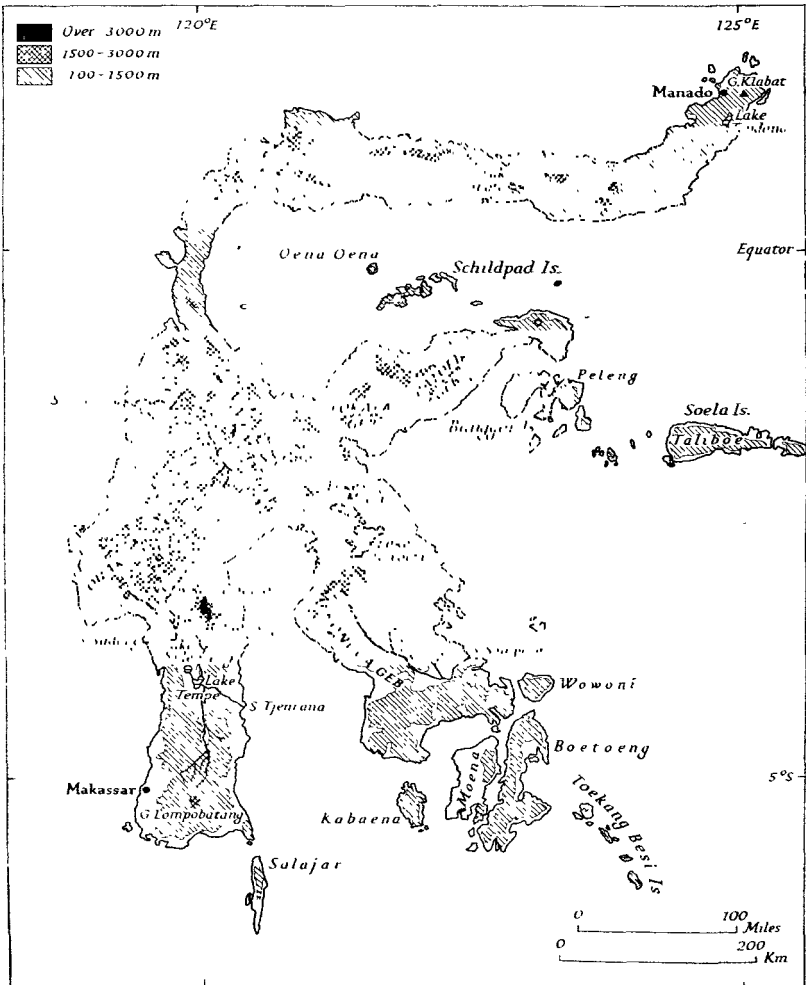 120°E
125°E
Over 3000 m
1500-3000 m
100-1500 m
G.Klabat
Manado
Lake
Equator
Oena Oena
Schildpad Is.
Peleng
Soela Is.
Taliboe
Lake
Tempe
S Tjenrana
Wowoni
Boetoeng
Moena
5°S
Makassar
G Lompobatang
Kabaena
Toekang Besi Is
Salajar
0 100
Miles
0 200
Km